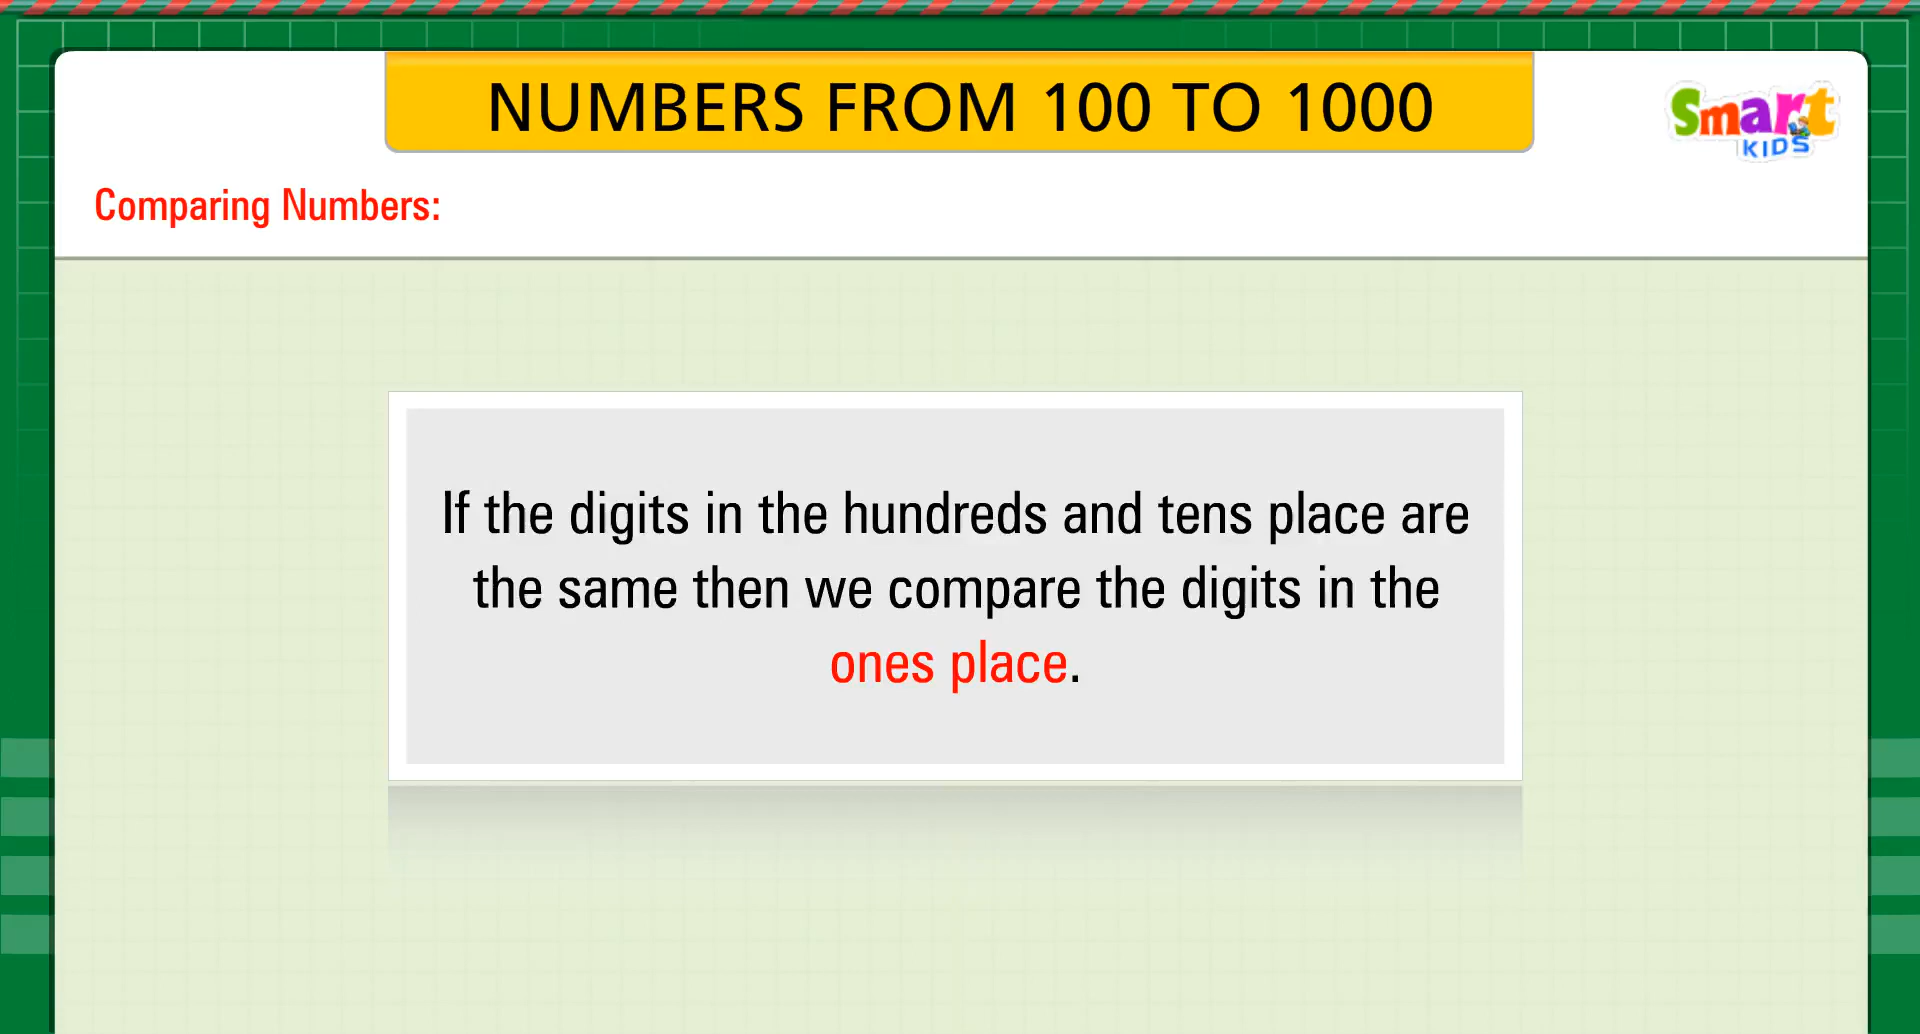 NUMBERS FROM 100 TO 1000
Smart
KIDS
Comparing Numbers:
If the digits in the hundreds and tens place are
the same then we compare the digits in the
ones place.